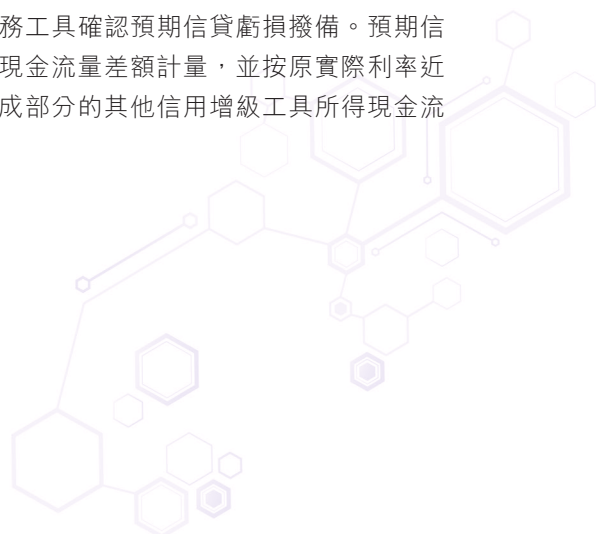 務工具確認預期信貸虧損撥備。預期信
現金流量差額計量，並按原實際利率近
成部分的其他信用增級工具所得現金流